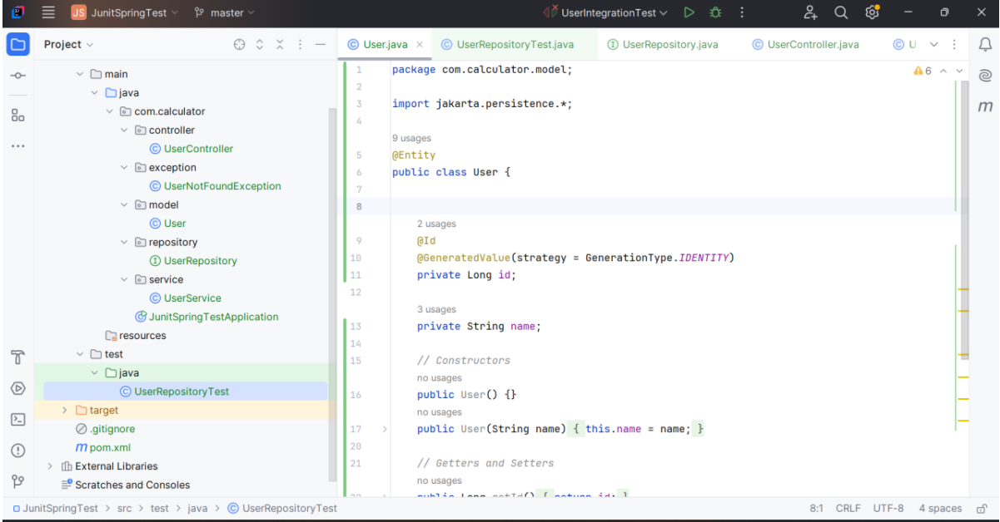 JS JunitSpringTest master UserIntegrationTest
Project
User.java UserRepositoryTest.java UserRepository.java UserController.java U
main
java
com.calculator
controller
UserController
exception
UserNotFoundException
model
User
repository
UserRepository
service
UserService
JunitSpringTestApplication
resources
test
java
UserRepositoryTest
target
.gitignore
pom.xml
External Libraries
Scratches and Consoles
6
1 package com.calculator.model;
2
3 import jakarta.persistence.*;
4
9 usages
5 @Entity
6 public class User {
7
8
2 usages
9 @Id
10 @GeneratedValue(strategy = GenerationType.IDENTITY)
11 private Long id;
12
3 usages
13 private String name;
14
15 // Constructors
no usages
16 public User() {}
no usages
17 public User(String name) { this.name = name; }
20
21 // Getters and Setters
no usages
22 public Long getId() { return id; }
m
JunitSpringTest > src > test > java > UserRepositoryTest 8:1 CRLF UTF-8 4 spaces